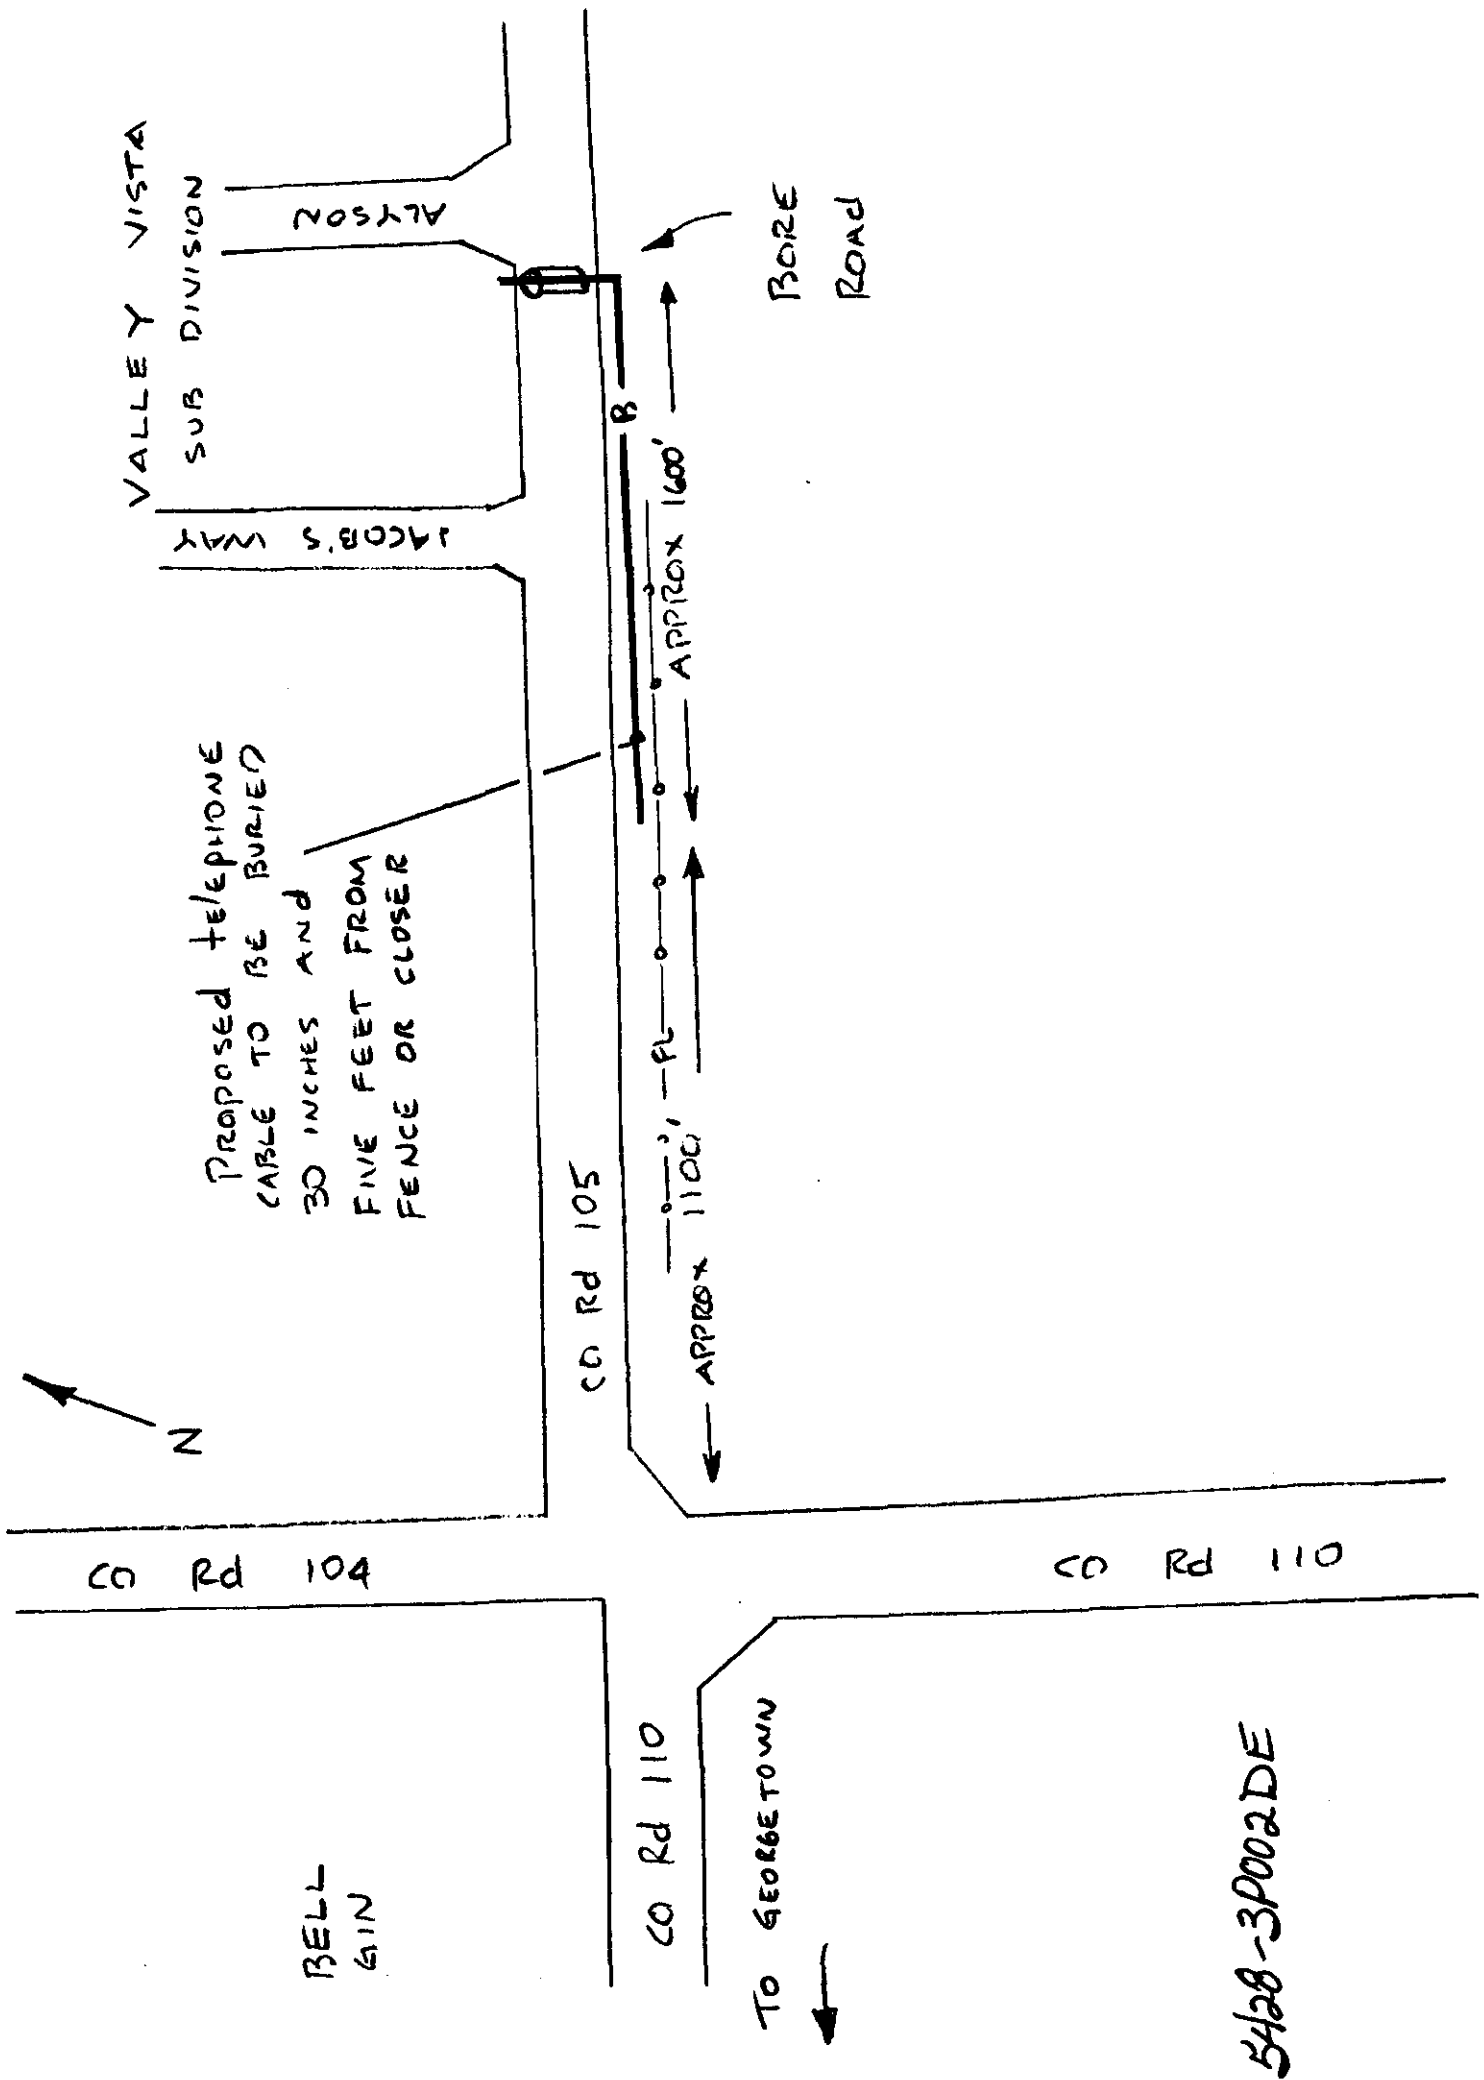 N
VALLEY VISTA
SUB DIVISION
JACOB'S WAY
ALYSON
PROPOSED tElEpHONE
CABLE TO BE BURIED
30 INCHES AND
FIVE FEET FROM
FENCE OR CLOSER
CO Rd 104
CO Rd 105
B
FL
APPROX 1100'
APPROX 1600'
BORE
ROAd
BELL
GIN
CO Rd 110
CO Rd 110
TO GEORGETOWN
5428-3P002DE